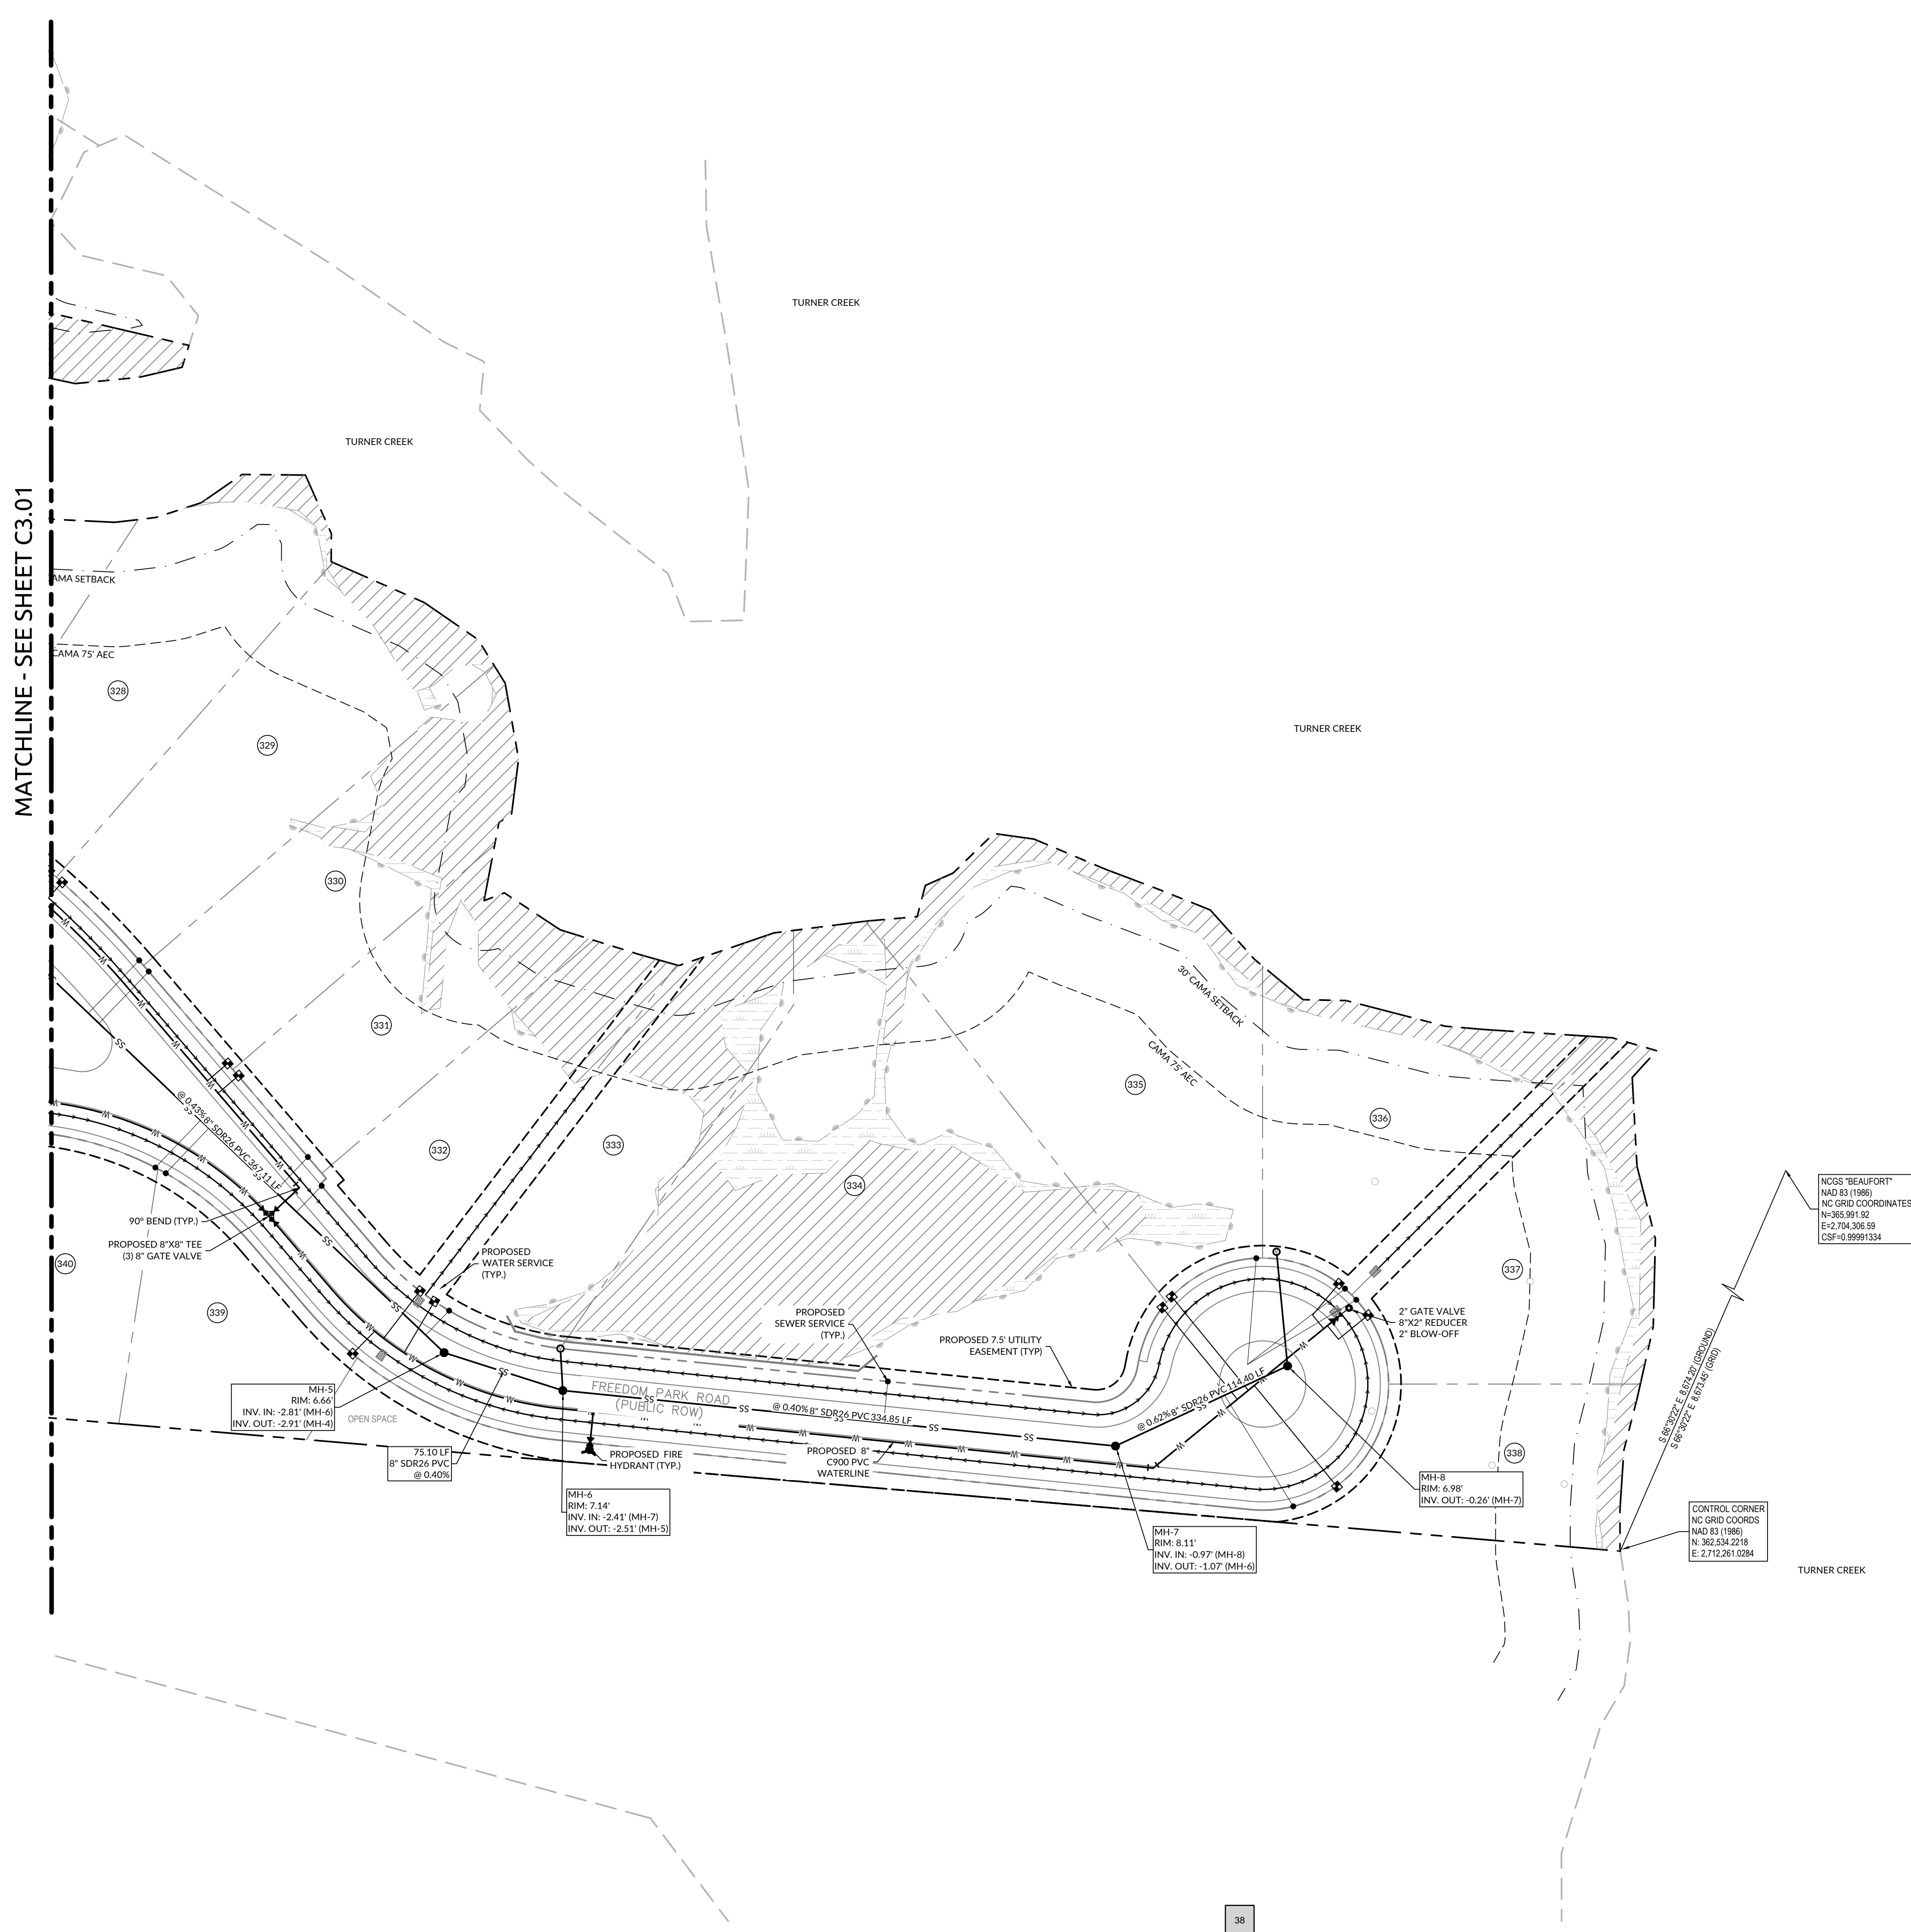 MATCHLINE - SEE SHEET C3.01
TURNER CREEK
TURNER CREEK
AMA SETBACK
CAMA 75' AEC
328
329
TURNER CREEK
330
30' CAMA SETBACK
331
CAMA 75' AEC
335
336
332
333
334
NCGS "BEAUFORT"
NAD 83 (1986)
NC GRID COORDINATES
N=365,991.92
E=2,704,306.59
CSF=0.99991334
@ 0.43% 8" SDR26 PVC 367.11 LF
90° BEND (TYP.)
PROPOSED 8"X8" TEE
(3) 8" GATE VALVE
PROPOSED
WATER SERVICE
(TYP.)
340
337
339
PROPOSED
SEWER SERVICE
(TYP.)
PROPOSED 7.5' UTILITY
EASEMENT (TYP)
2" GATE VALVE
8"X2" REDUCER
2" BLOW-OFF
S 66°30'22" E 8,674.20' (GROUND)
S 66°30'22" E 8,673.45' (GRID)
MH-5
RIM: 6.66'
INV. IN: -2.81' (MH-6)
INV. OUT: -2.91' (MH-4)
OPEN SPACE
FREEDOM PARK ROAD
(PUBLIC ROW)
@ 0.40% 8" SDR26 PVC 334.85 LF
@ 0.62% 8" SDR26 PVC 114.40 LF
75.10 LF
8" SDR26 PVC
@ 0.40%
PROPOSED FIRE
HYDRANT (TYP.)
PROPOSED 8"
C900 PVC
WATERLINE
338
MH-6
RIM: 7.14'
INV. IN: -2.41' (MH-7)
INV. OUT: -2.51' (MH-5)
MH-8
RIM: 6.98'
INV. OUT: -0.26' (MH-7)
MH-7
RIM: 8.11'
INV. IN: -0.97' (MH-8)
INV. OUT: -1.07' (MH-6)
CONTROL CORNER
NC GRID COORDS
NAD 83 (1986)
N: 362,534.2218
E: 2,712,261.0284
TURNER CREEK
38